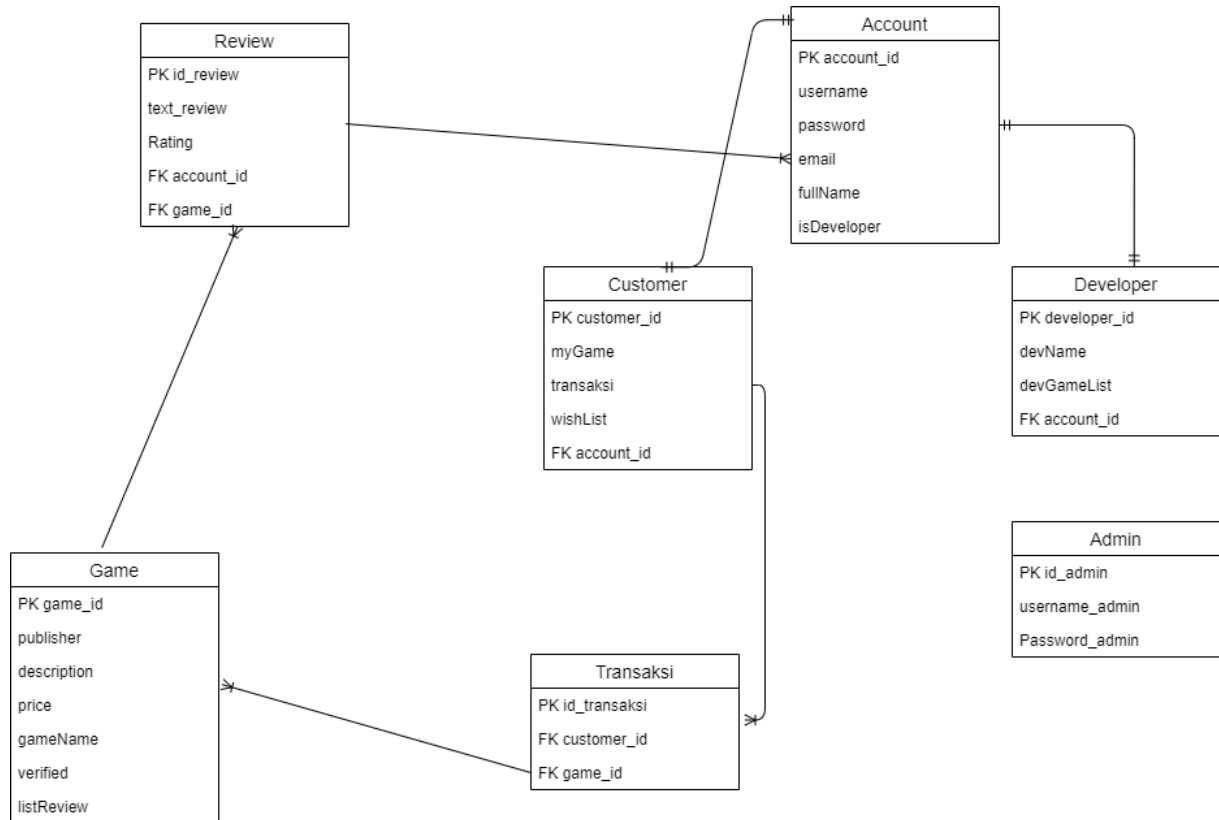 Review
PK id_review
text_review
Rating
FK account_id
FK game_id
Account
PK account_id
username
password
email
fullName
isDeveloper
Customer
PK customer_id
myGame
transaksi
wishList
FK account_id
Developer
PK developer_id
devName
devGameList
FK account_id
Admin
PK id_admin
username_admin
Password_admin
Game
PK game_id
publisher
description
price
gameName
verified
listReview
Transaksi
PK id_transaksi
FK customer_id
FK game_id